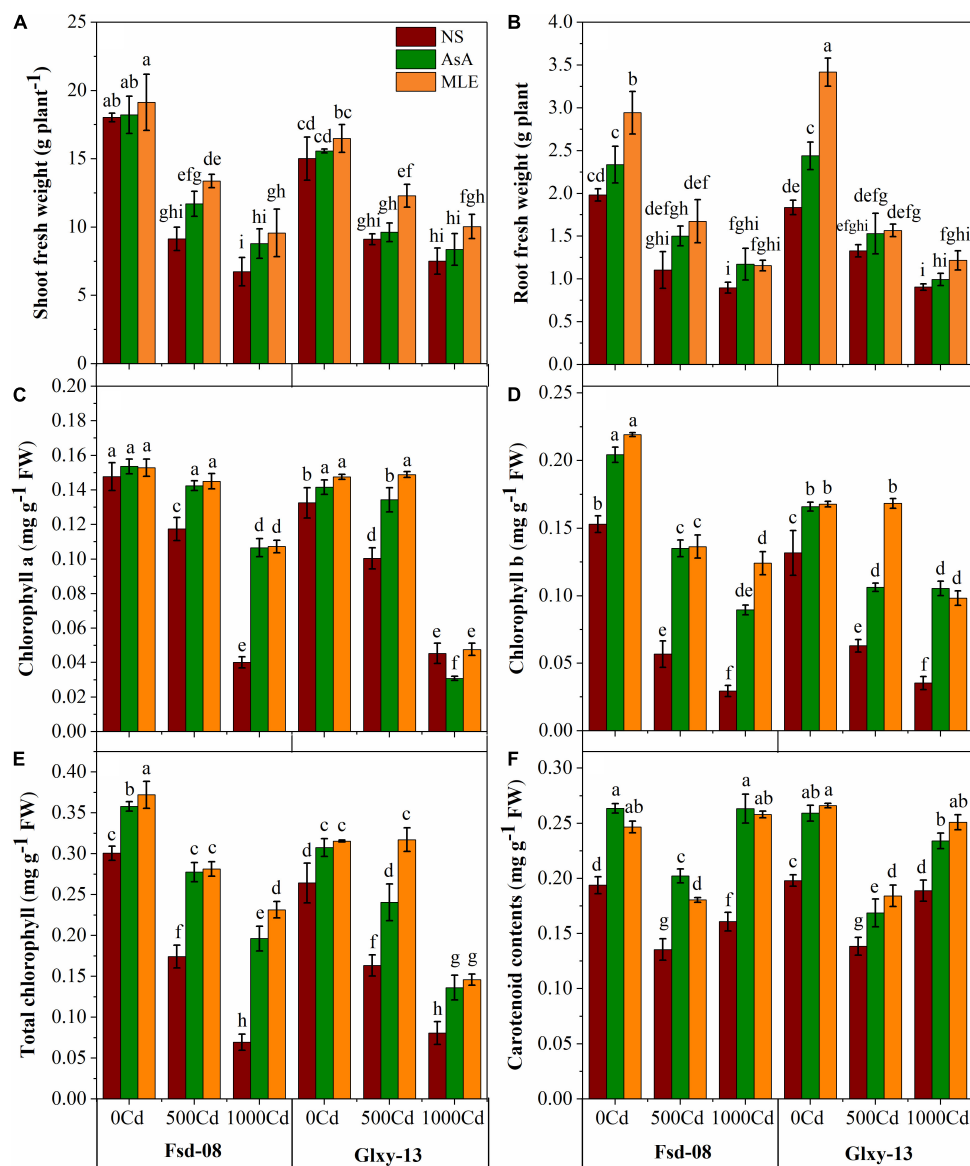 A
B
Shoot fresh weight (g plant⁻¹)
25
20
15
10
5
0
NS
AsA
MLE
ab ab a
ghi efg de
i hi gh
cd cd bc
ghi gh ef
hi hi fgh
Root fresh weight (g plant
4.0
3.5
3.0
2.5
2.0
1.5
1.0
0.5
0.0
cd c b
ghi defgh def
i fghi fghi
de c a
efghi defg defg
i hi fghi
C
D
Chlorophyll a (mg g⁻¹ FW)
0.20
0.18
0.16
0.14
0.12
0.10
0.08
0.06
0.04
0.02
0.00
a a a
c a a
e d d
b a a
c b a
e f e
Chlorophyll b (mg g⁻¹ FW)
0.25
0.20
0.15
0.10
0.05
0.00
b a a
e c c
f de d
c b b
e d b
f d d
E
F
Total chlorophyll (mg g⁻¹ FW)
0.40
0.35
0.30
0.25
0.20
0.15
0.10
0.05
0.00
c b a
f c c
h e d
d c c
f d c
h g g
Carotenoid contents (mg g⁻¹ FW)
0.30
0.25
0.20
0.15
0.10
0.05
0.00
d a ab
g c d
f a ab
c ab a
g e d
d b ab
0Cd 500Cd 1000Cd 0Cd 500Cd 1000Cd
Fsd-08 Glxy-13
0Cd 500Cd 1000Cd 0Cd 500Cd 1000Cd
Fsd-08 Glxy-13